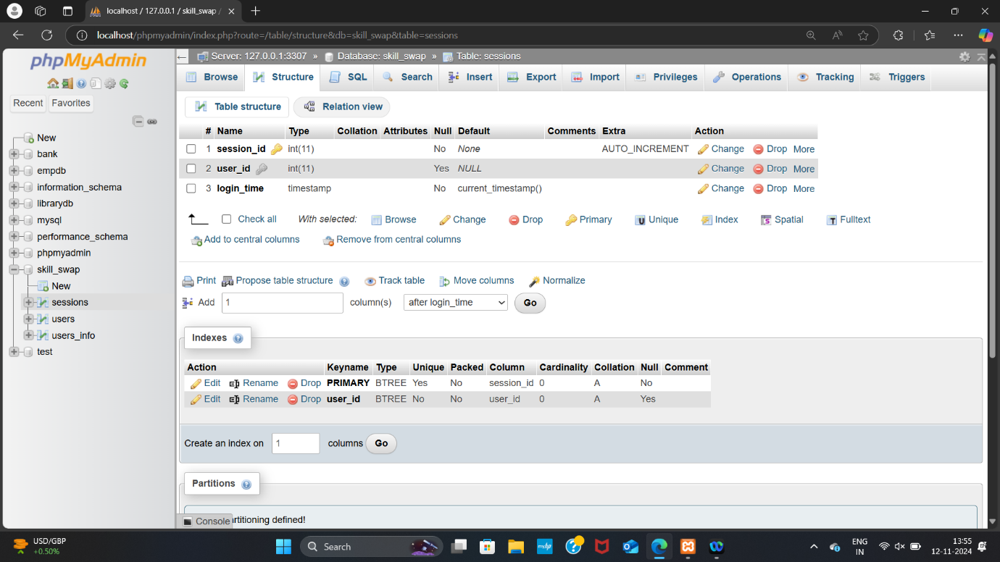 localhost / 127.0.0.1 / skill_swap /
localhost/phpmyadmin/index.php?route=/table/structure&db=skill_swap&table=sessions
phpMyAdmin
Recent Favorites
New
bank
empdb
information_schema
librarydb
mysql
performance_schema
phpmyadmin
skill_swap
New
sessions
users
users_info
test
Server: 127.0.0.1:3307 » Database: skill_swap » Table: sessions
Browse Structure SQL Search Insert Export Import Privileges Operations Tracking Triggers
Table structure Relation view
# Name Type Collation Attributes Null Default Comments Extra Action
1 session_id int(11) No None AUTO_INCREMENT Change Drop More
2 user_id int(11) Yes NULL Change Drop More
3 login_time timestamp No current_timestamp() Change Drop More
Check all With selected: Browse Change Drop Primary Unique Index Spatial Fulltext
Add to central columns Remove from central columns
Print Propose table structure Track table Move columns Normalize
Add 1 column(s) after login_time Go
Indexes
Action Keyname Type Unique Packed Column Cardinality Collation Null Comment
Edit Rename Drop PRIMARY BTREE Yes No session_id 0 A No
Edit Rename Drop user_id BTREE No No user_id 0 A Yes
Create an index on 1 columns Go
Partitions
Console rtitioning defined!
USD/GBP
+0.50%
Search
ENG
IN
13:55
12-11-2024